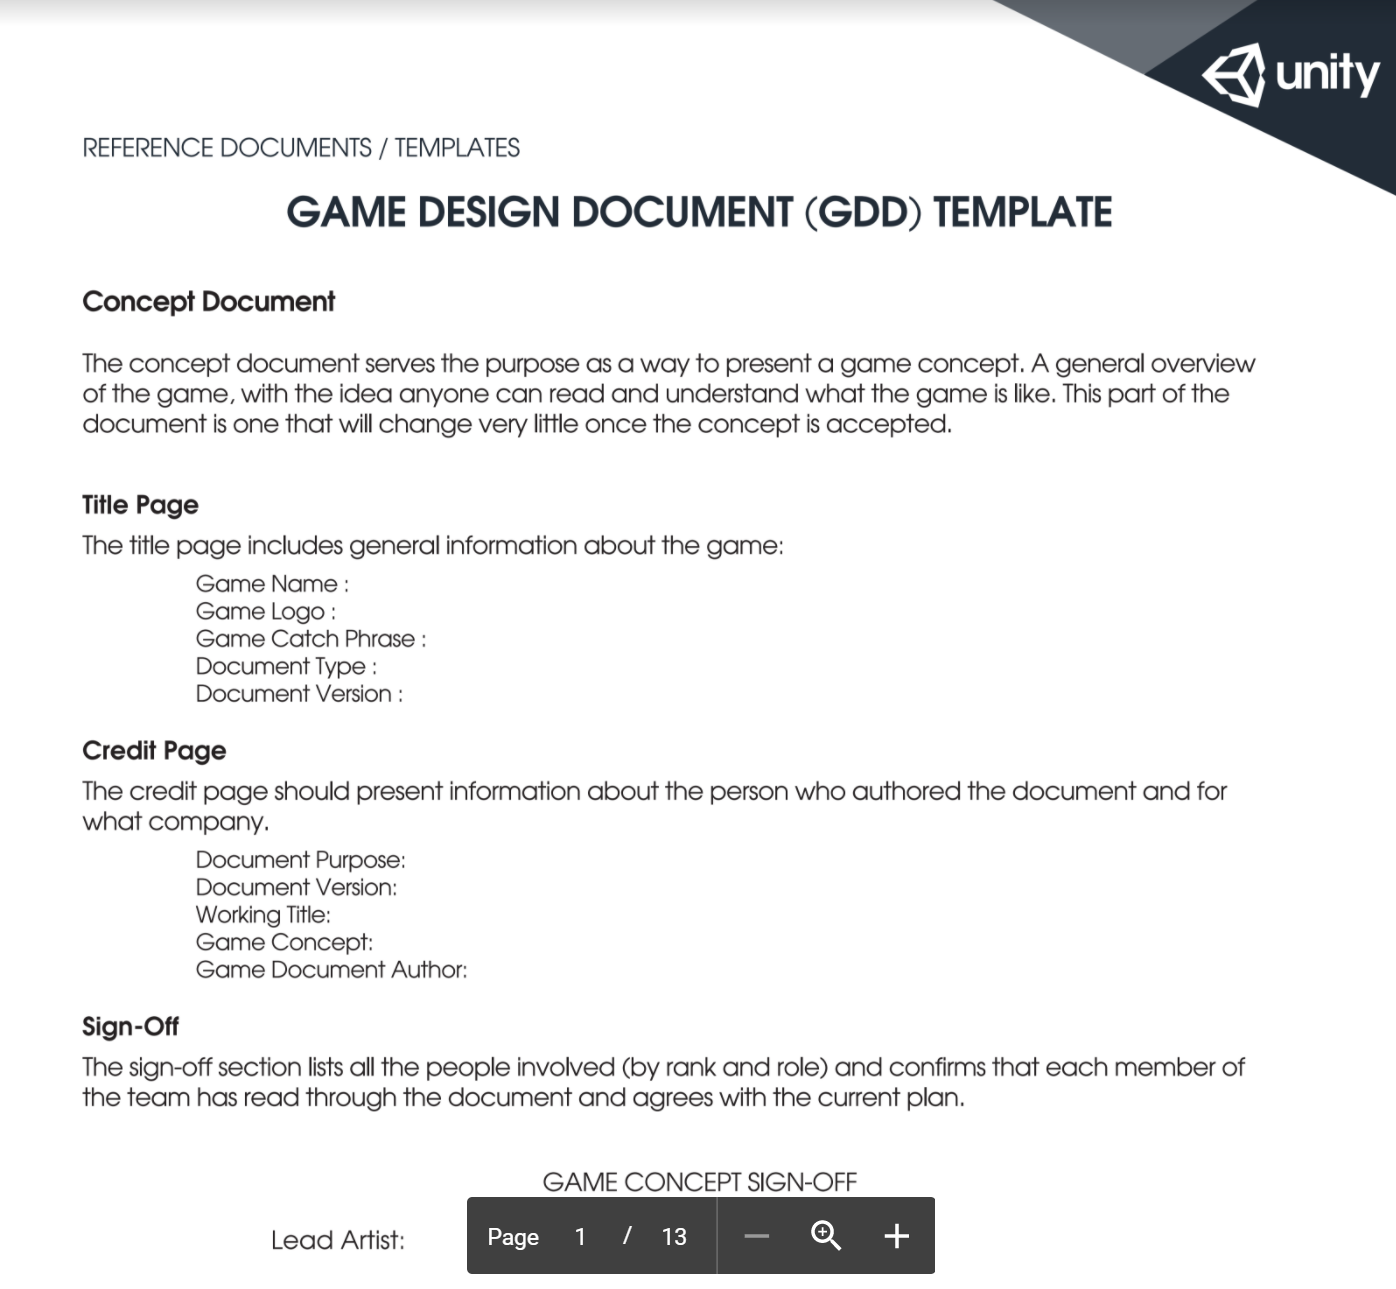 unity
REFERENCE DOCUMENTS / TEMPLATES
GAME DESIGN DOCUMENT (GDD) TEMPLATE
Concept Document
The concept document serves the purpose as a way to present a game concept. A general overview
of the game, with the idea anyone can read and understand what the game is like. This part of the
document is one that will change very little once the concept is accepted.
Title Page
The title page includes general information about the game:
Game Name :
Game Logo :
Game Catch Phrase :
Document Type :
Document Version :
Credit Page
The credit page should present information about the person who authored the document and for
what company.
Document Purpose:
Document Version:
Working Title:
Game Concept:
Game Document Author:
Sign-Off
The sign-off section lists all the people involved (by rank and role) and confirms that each member of
the team has read through the document and agrees with the current plan.
GAME CONCEPT SIGN-OFF
Lead Artist:
Page 1 / 13